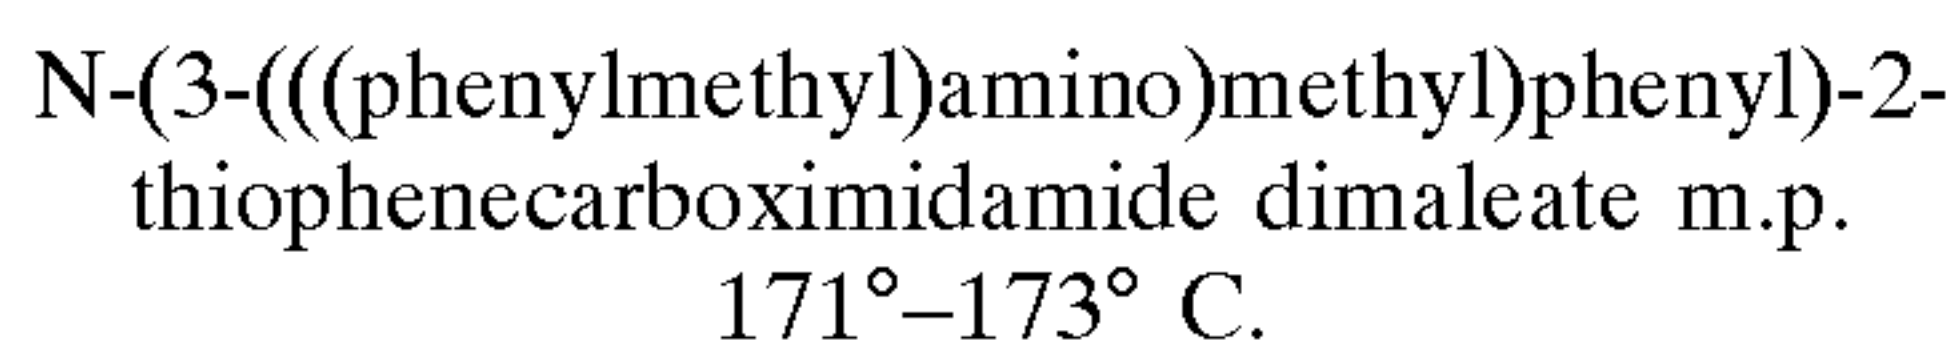 N-(3-(((phenylmethyl)amino)methyl)phenyl)-2-
thiophenecarboximidamide dimaleate m.p.
171°–173° C.